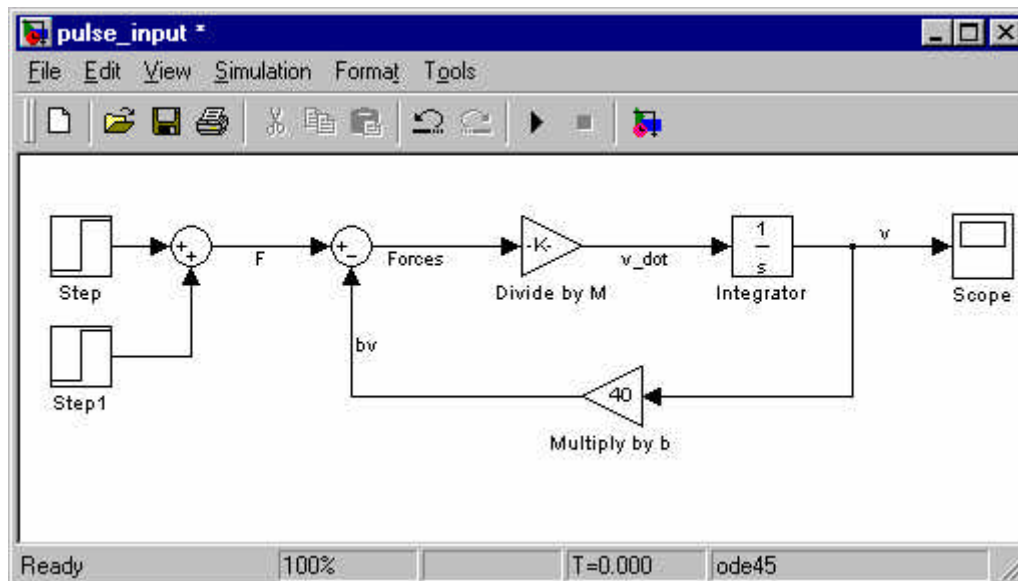 pulse_input *
File Edit View Simulation Format Tools
+ + F + - Forces -K- v_dot 1 s v
Step Divide by M Integrator Scope
bv
Step1
40
Multiply by b
Ready 100% T=0.000 ode45